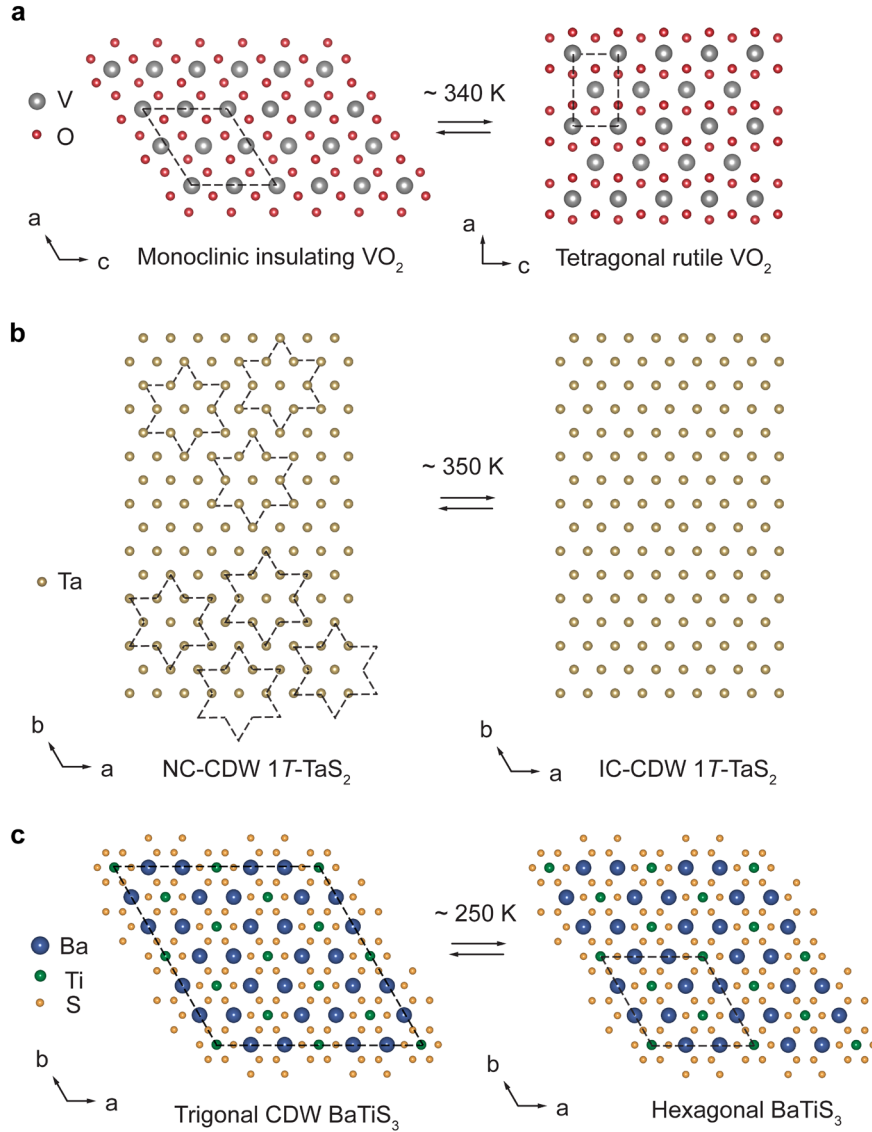 a
V
O
~ 340 K
a
c
Monoclinic insulating VO₂
a
c
Tetragonal rutile VO₂
b
~ 350 K
Ta
b
a
NC-CDW 1T-TaS₂
b
a
IC-CDW 1T-TaS₂
c
~ 250 K
Ba
Ti
S
b
a
Trigonal CDW BaTiS₃
b
a
Hexagonal BaTiS₃